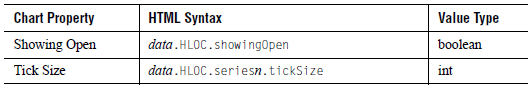 Chart Property HTML Syntax Value Type
Showing Open data.HLOC.showingOpen boolean
Tick Size data.HLOC.seriesn.tickSize int